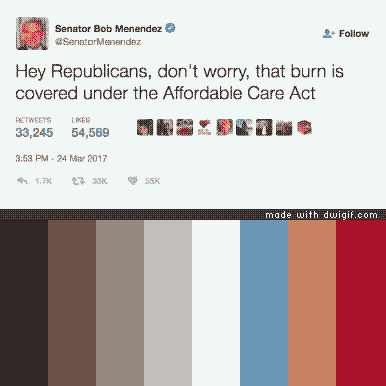 Senator Bob Menendez
@SenatorMenendez
Follow
Hey Republicans, don't worry, that burn is
covered under the Affordable Care Act
RETWEETS LIKES
33,245 54,569
3:53 PM - 24 Mar 2017
1.7K 33K 55K
made with dwigif.com